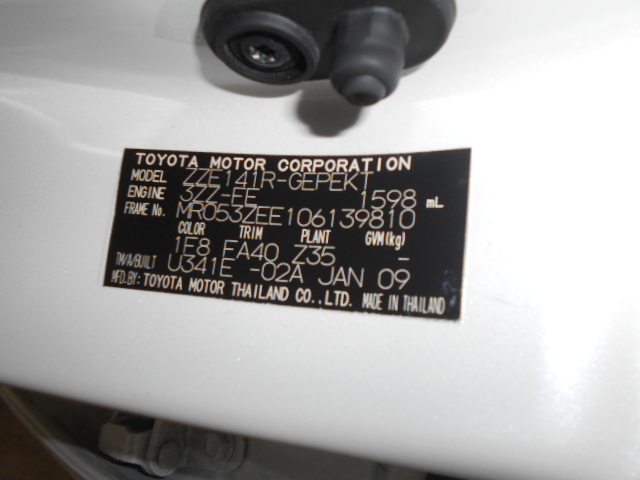 TOYOTA MOTOR CORPORATION
MODEL ZZE141R-GEPEKT
ENGINE 3ZZ-FE 1598 mL
FRAME No. MR053ZEE106139810
COLOR TRIM PLANT GVM(kg)
1E8 FA40 Z35 -
TM/A/BUILT U341E -02A JAN 09
MFD.BY: TOYOTA MOTOR THAILAND CO.,LTD. MADE IN THAILAND